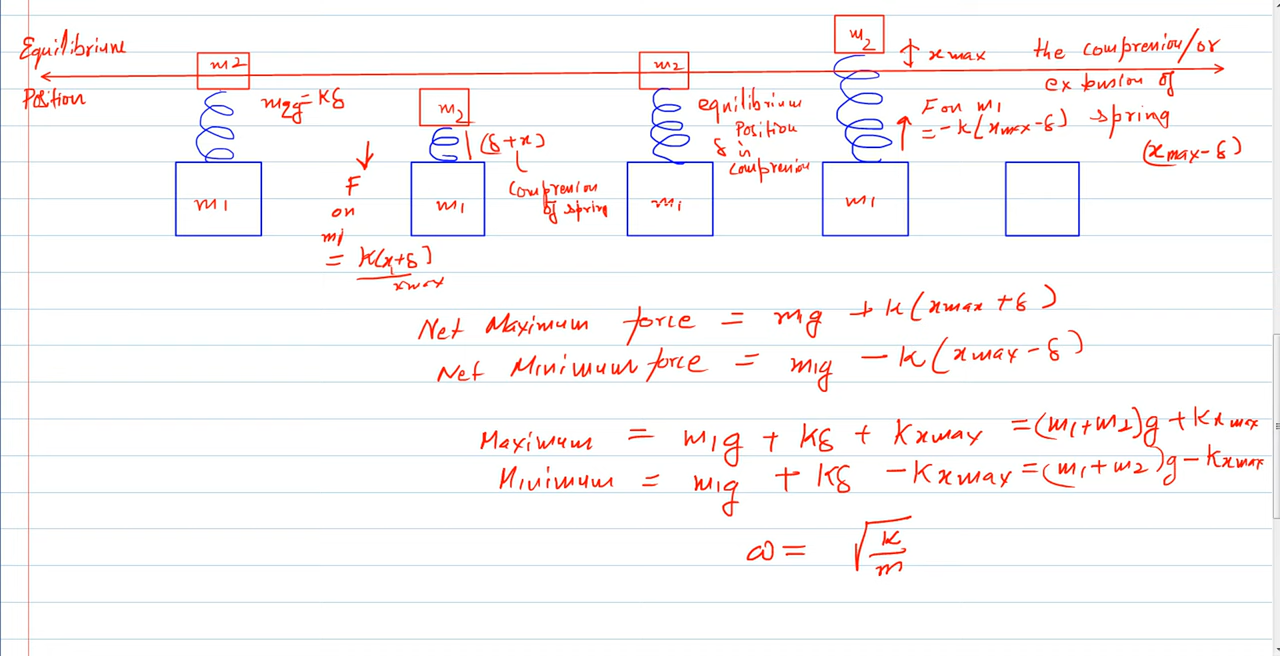 Equilibrium
Position
m2
m2g = Kδ
m1
F
on
m1
= K(x+δ)
xmax
m2
(δ+x)
compression
of spring
m1
m2
equilibrium
Position
δ in
compression
m1
m2
↕ xmax
F on m1
= -k(xmax-δ)
m1
the compression/or
extension of
spring
(xmax-δ)
Net Maximum force = mg + k(xmax+δ)
Net Minimum force = m1g - k(xmax-δ)
Maximum = m1g + Kδ + Kxmax = (m1+m2)g + Kxmax
Minimum = m1g + Kδ - Kxmax = (m1+m2)g - Kxmax
ω = √k/m